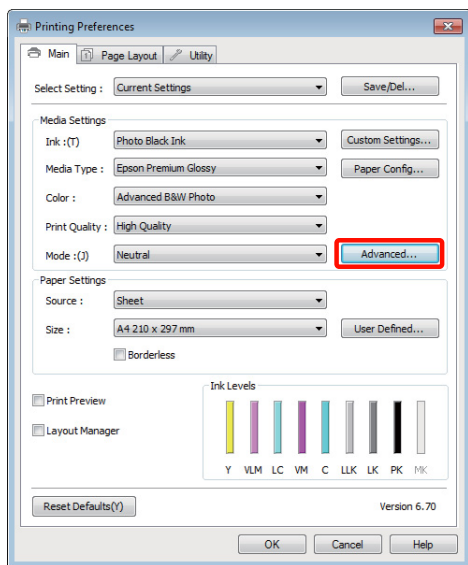 Printing Preferences
Main Page Layout Utility
Select Setting : Current Settings Save/Del...
Media Settings
Ink :(T) Photo Black Ink Custom Settings...
Media Type : Epson Premium Glossy Paper Config...
Color : Advanced B&W Photo
Print Quality : High Quality
Mode :(J) Neutral Advanced...
Paper Settings
Source : Sheet
Size : A4 210 x 297 mm User Defined...
Borderless
Ink Levels
Print Preview
Layout Manager
Y VLM LC VM C LLK LK PK MK
Reset Defaults(Y) Version 6.70
OK Cancel Help